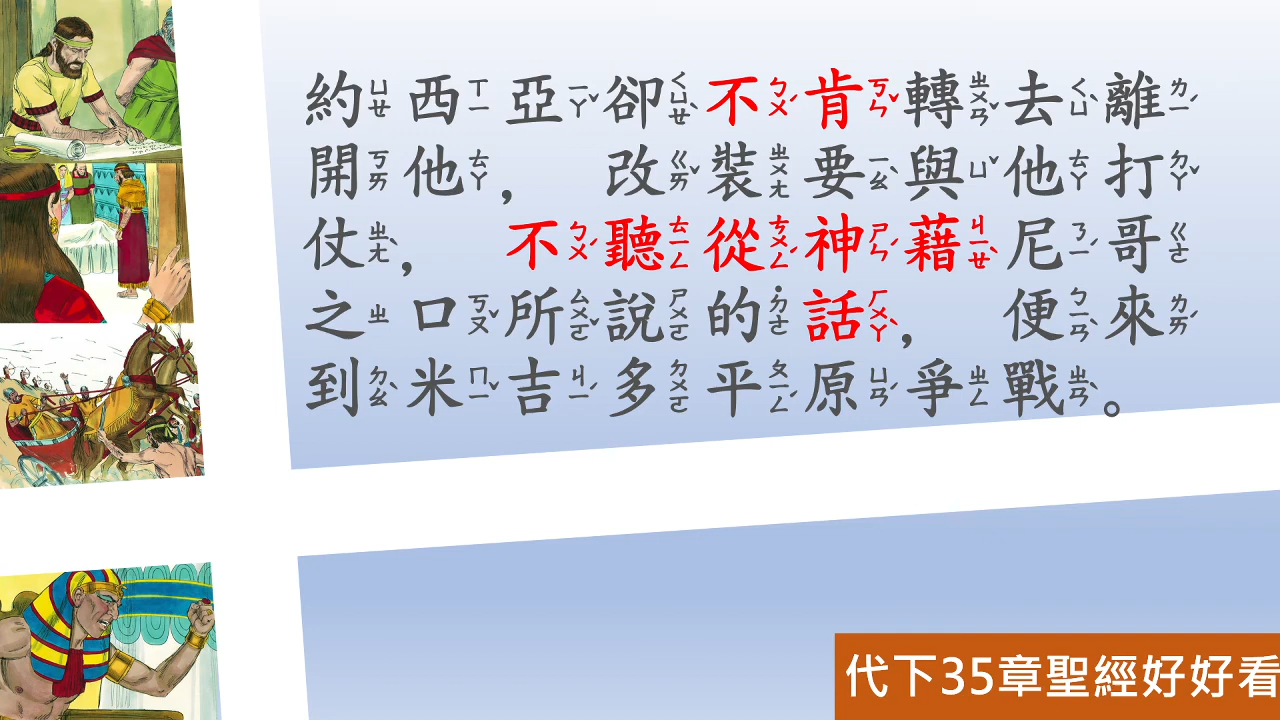 約西亞卻不肯轉去離
開他，改裝要與他打
仗，不聽從神藉尼哥
之口所說的話，便來
到米吉多平原爭戰。
代下35章聖經好好看